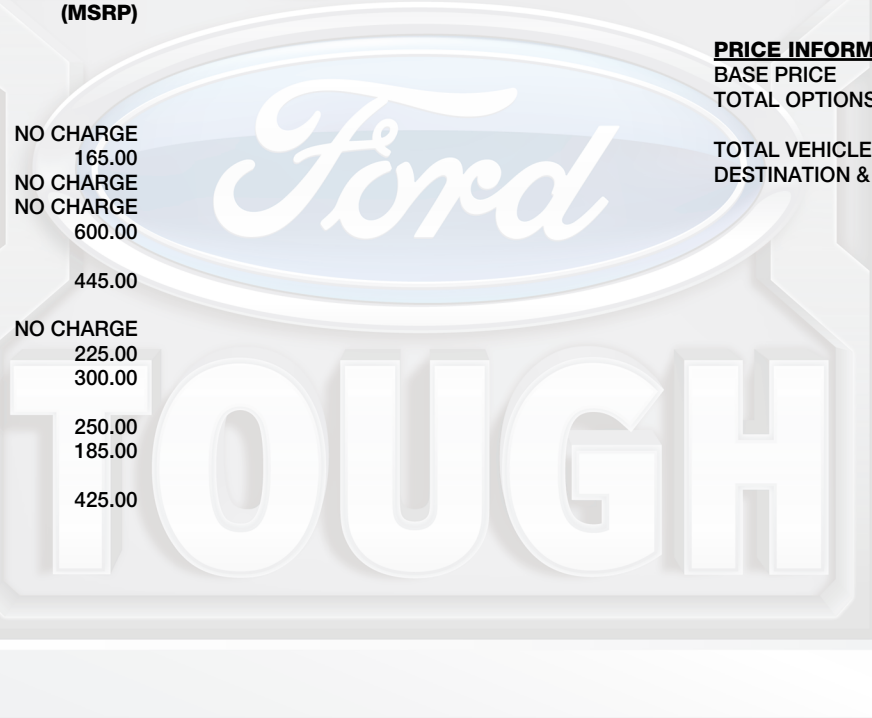 (MSRP)
NO CHARGE
165.00
NO CHARGE
NO CHARGE
600.00
445.00
NO CHARGE
225.00
300.00
250.00
185.00
425.00
PRICE INFORM
BASE PRICE
TOTAL OPTIONS
TOTAL VEHICLE
DESTINATION &
Ford
TOUGH